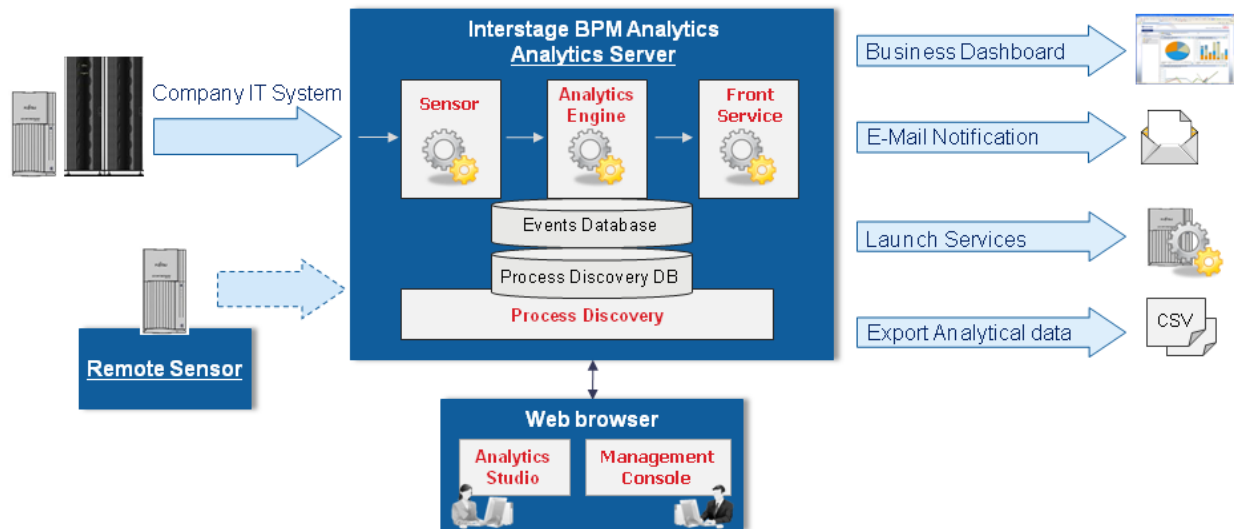 Interstage BPM Analytics
Analytics Server
Company IT System
Sensor
Analytics
Engine
Front
Service
Events Database
Process Discovery DB
Process Discovery
Remote Sensor
Business Dashboard
E-Mail Notification
Launch Services
Export Analytical data
CSV
Web browser
Analytics
Studio
Management
Console